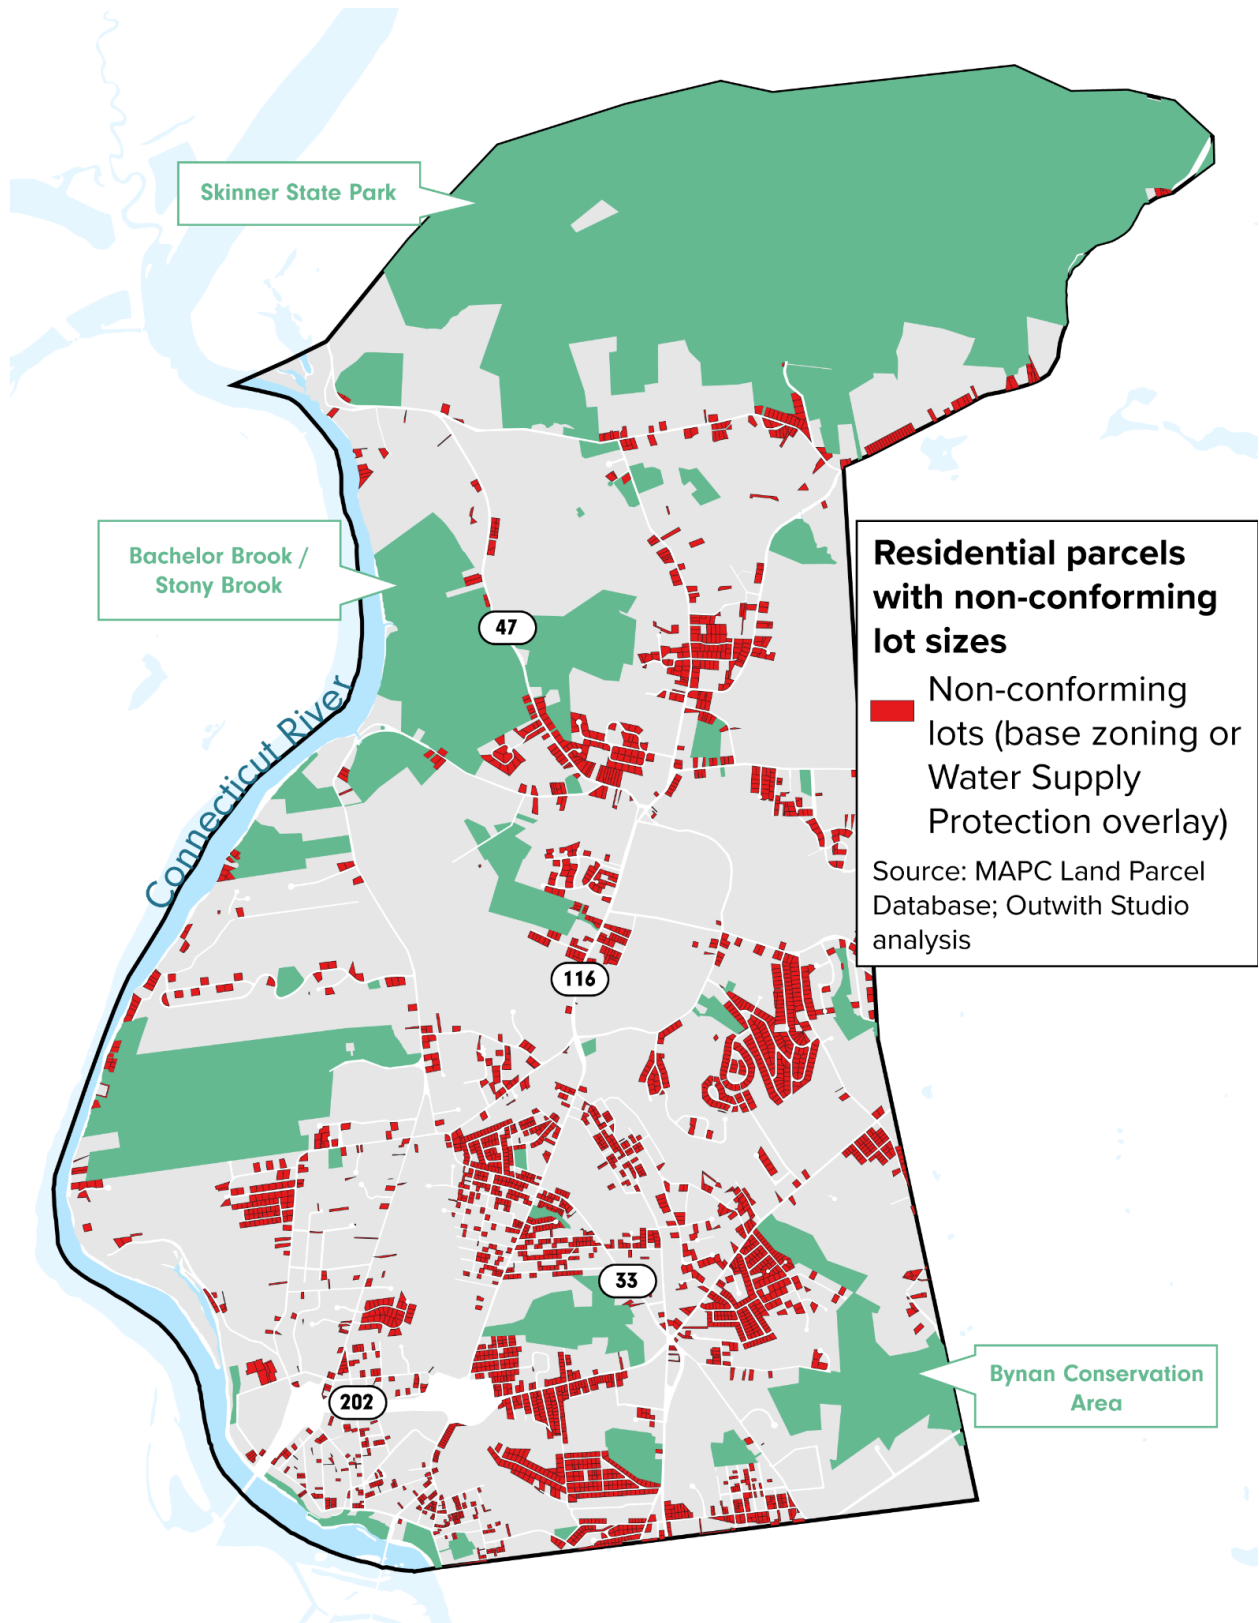 Skinner State Park
Bachelor Brook /
Stony Brook
47
Connecticut River
Residential parcels
with non-conforming
lot sizes
Non-conforming
lots (base zoning or
Water Supply
Protection overlay)
Source: MAPC Land Parcel
Database; Outwith Studio
analysis
116
33
Bynan Conservation
Area
202